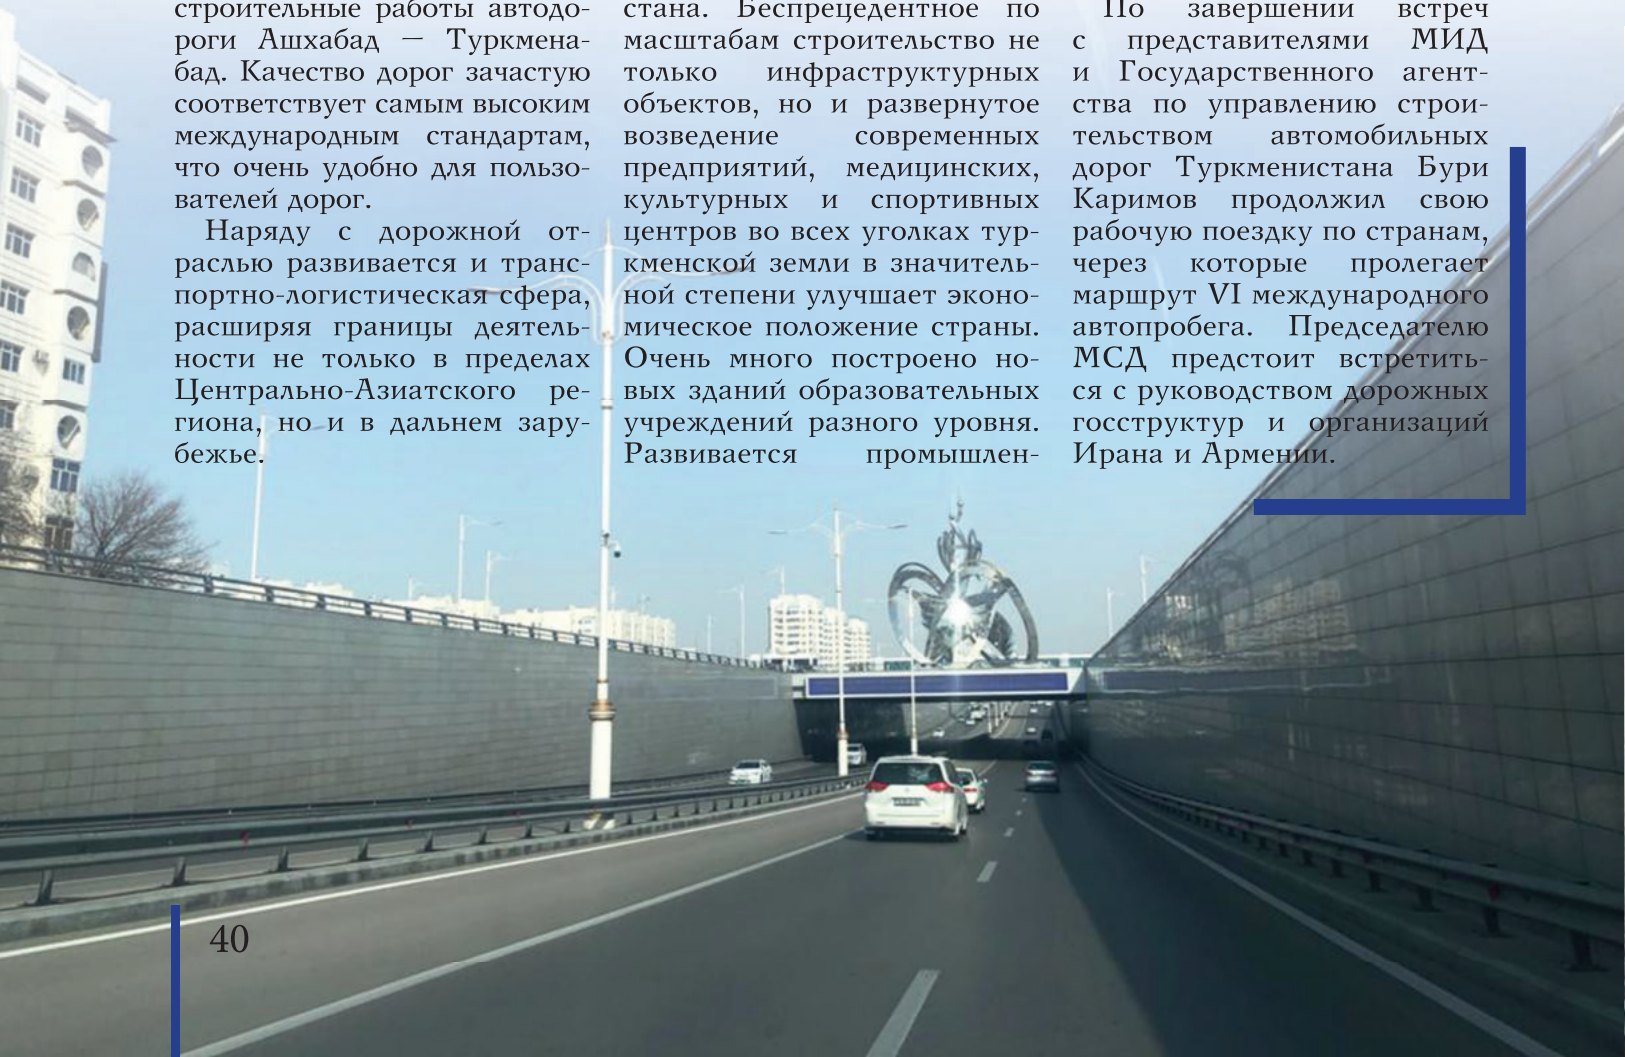 строительные работы автодо-
роги Ашхабад — Туркмена-
бад. Качество дорог зачастую
соответствует самым высоким
международным стандартам,
что очень удобно для пользо-
вателей дорог.
Наряду с дорожной от-
раслью развивается и транс-
портно-логистическая сфера,
расширяя границы деятель-
ности не только в пределах
Центрально-Азиатского ре-
гиона, но и в дальнем зару-
бежье.
стана. Беспрецедентное по
масштабам строительство не
только инфраструктурных
объектов, но и развернутое
возведение современных
предприятий, медицинских,
культурных и спортивных
центров во всех уголках тур-
кменской земли в значитель-
ной степени улучшает эконо-
мическое положение страны.
Очень много построено но-
вых зданий образовательных
учреждений разного уровня.
Развивается промышлен-
По завершении встреч
с представителями МИД
и Государственного агент-
ства по управлению строи-
тельством автомобильных
дорог Туркменистана Бури
Каримов продолжил свою
рабочую поездку по странам,
через которые пролегает
маршрут VI международного
автопробега. Председателю
МСД предстоит встретить-
ся с руководством дорожных
госструктур и организаций
Ирана и Армении.
40